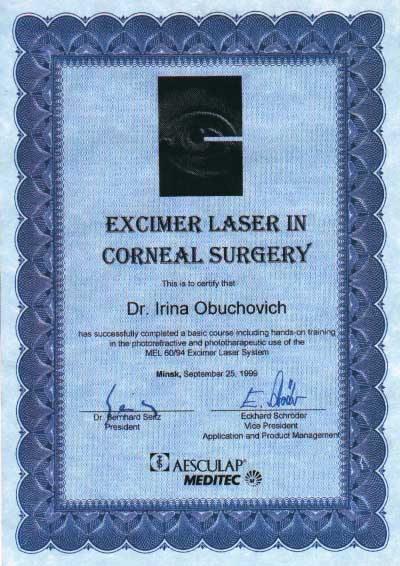 EXCIMER LASER IN
CORNEAL SURGERY
This is to certify that
Dr. Irina Obuchovich
has successfully completed a basic course including hands-on training
in the photorefractive and phototherapeutic use of the
MEL 60/94 Excimer Laser System
Minsk, September 25, 1999
Dr. Bernhard Seitz
President
Eckhard Schröder
Vice President
Application and Product Management
AESCULAP®
MEDITEC